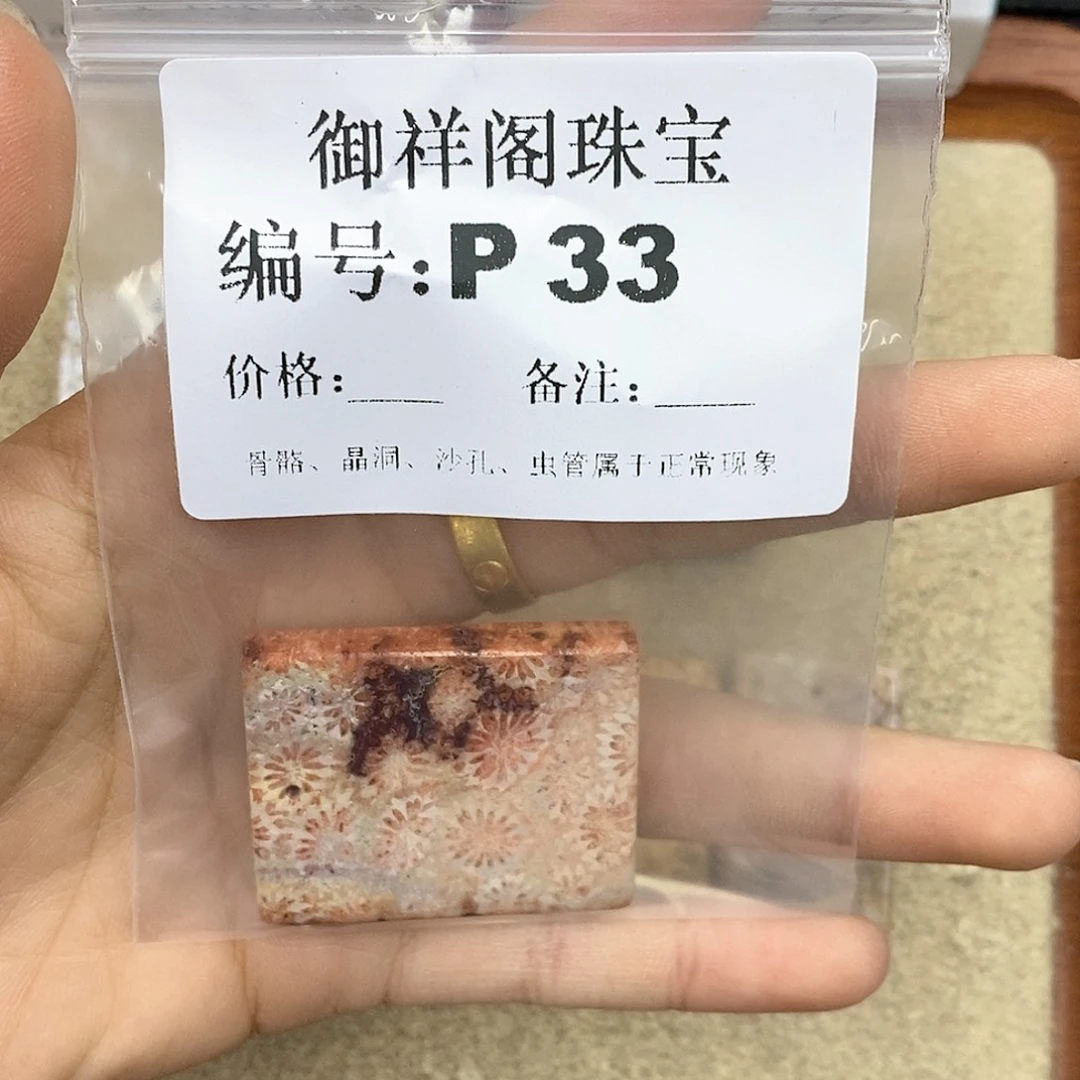 御祥阁珠宝
编号:P 33
价格:____ 备注:____
骨骼、晶洞、沙孔、虫管属于正常现象